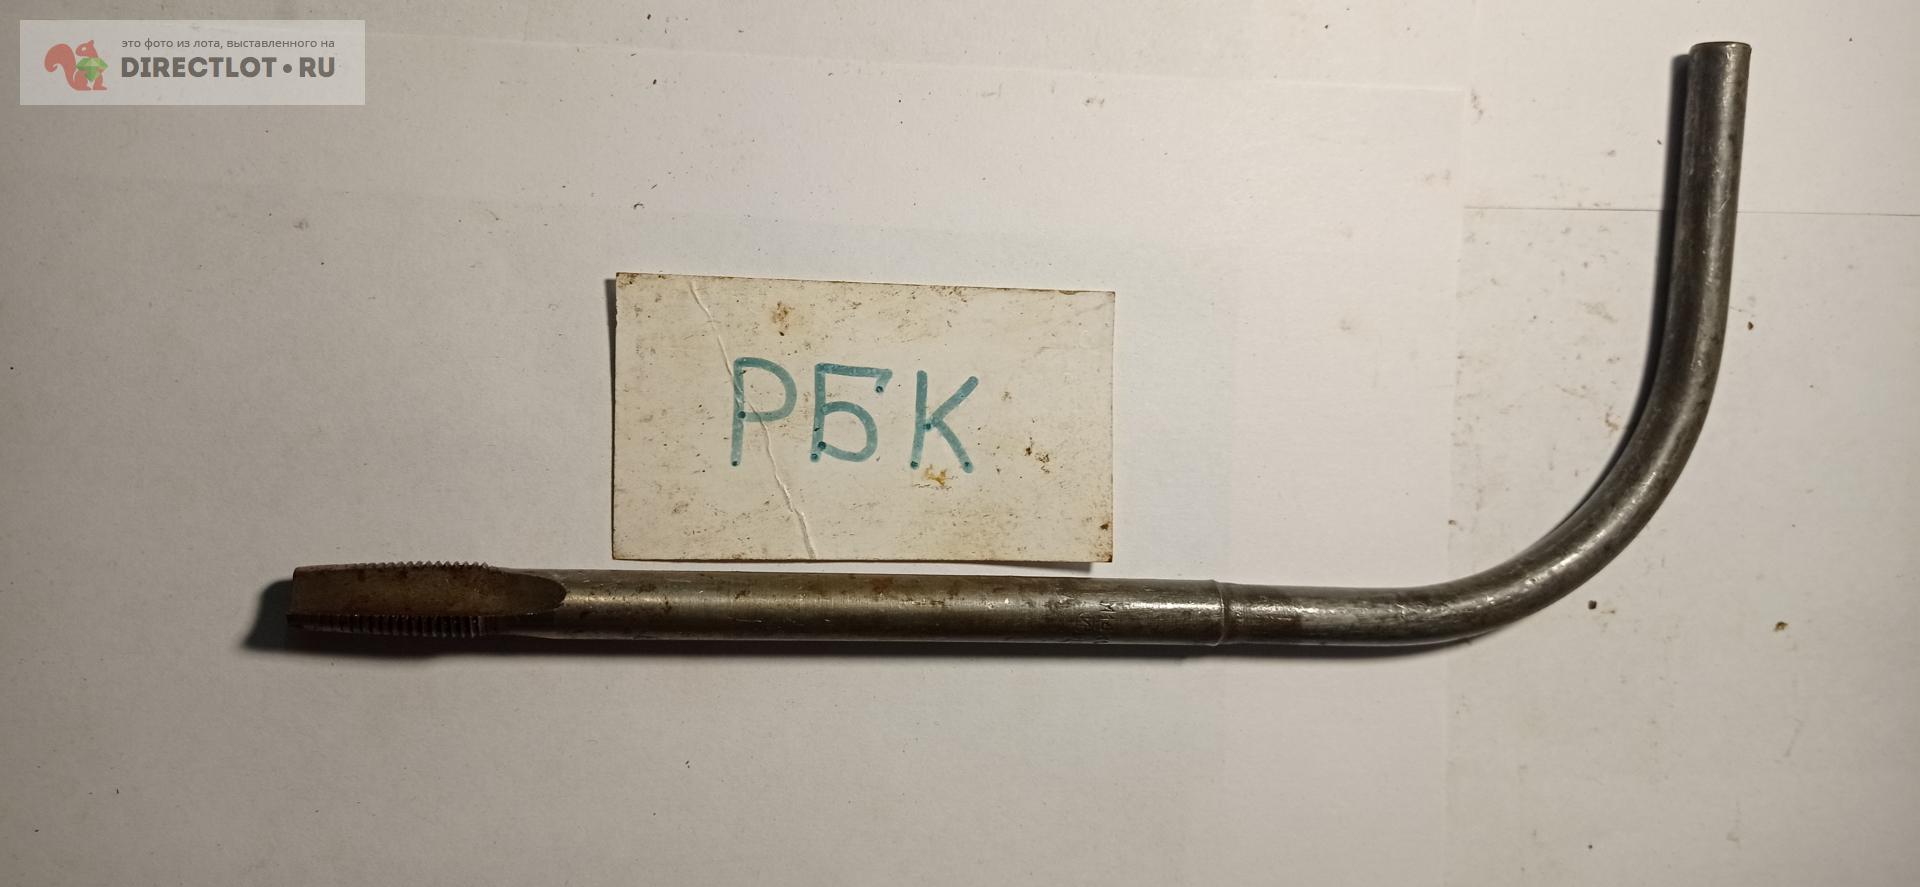 это фото из лота, выставленного на
DIRECTLOT.RU
РБК